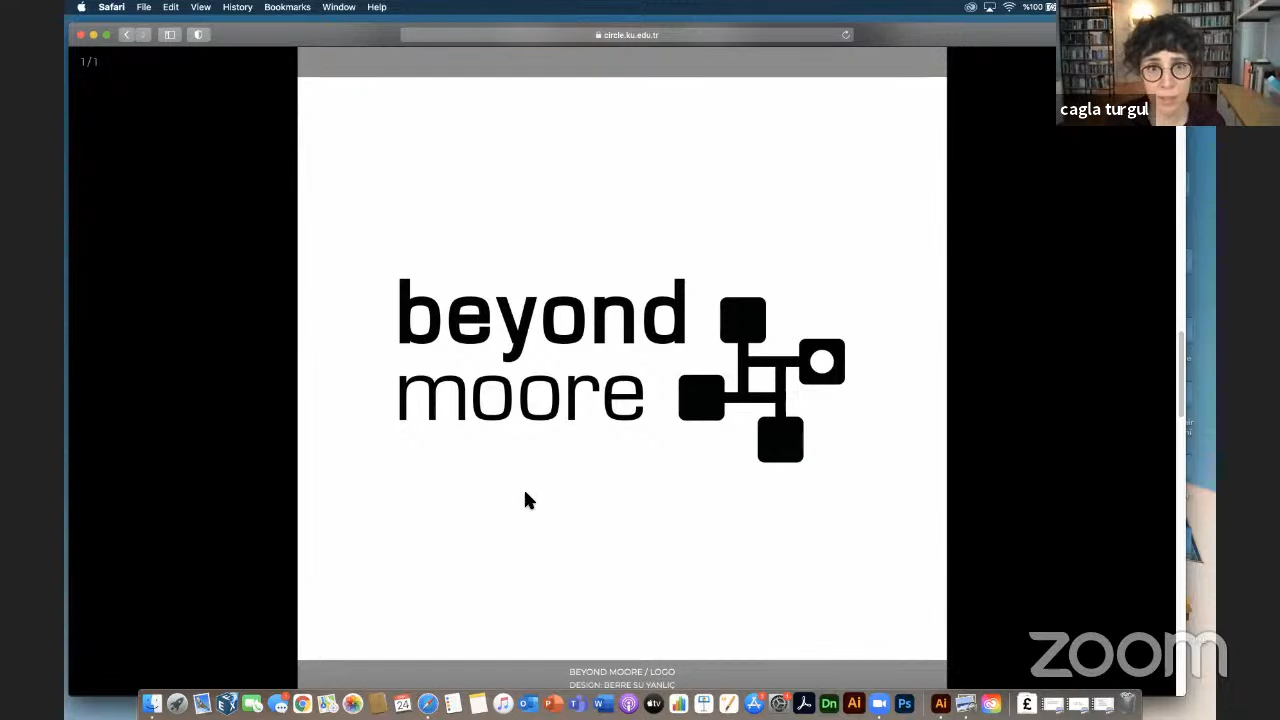 Safari File Edit View History Bookmarks Window Help
%100
circle.ku.edu.tr
1/1
cagla turgul
beyond
moore
BEYOND MOORE / LOGO
DESIGN: BERRE SU YANLIÇ
zoom